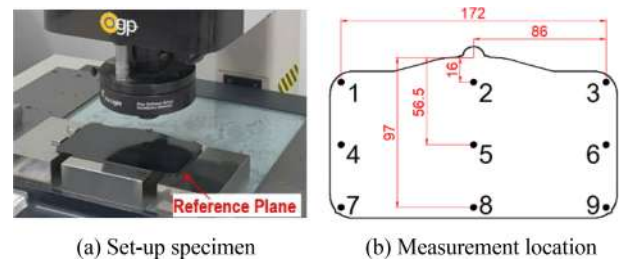 ogp
Reference Plane
172
86
16
56.5
97
1 2 3
4 5 6
7 8 9
(a) Set-up specimen (b) Measurement location